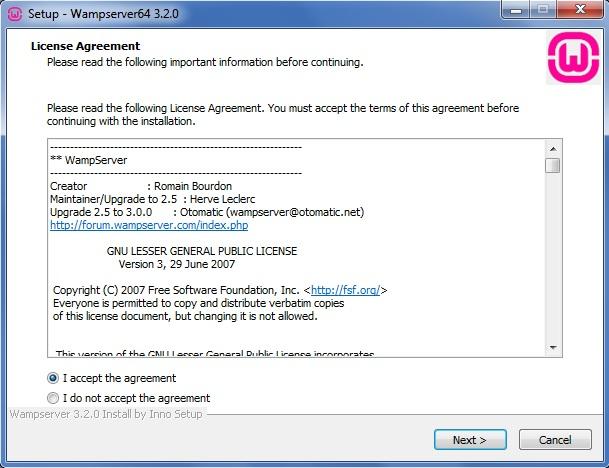 Setup - Wampserver64 3.2.0
License Agreement
Please read the following important information before continuing.
W
Please read the following License Agreement. You must accept the terms of this agreement before
continuing with the installation.
------------------------------------------------------------
** WampServer
------------------------------------------------------------
Creator : Romain Bourdon
Maintainer/Upgrade to 2.5 : Herve Leclerc
Upgrade 2.5 to 3.0.0 : Otomatic (wampserver@otomatic.net)
http://forum.wampserver.com/index.php
GNU LESSER GENERAL PUBLIC LICENSE
Version 3, 29 June 2007
Copyright (C) 2007 Free Software Foundation, Inc. <http://fsf.org/>
Everyone is permitted to copy and distribute verbatim copies
of this license document, but changing it is not allowed.
This version of the GNU Lesser General Public License incorporates
I accept the agreement
I do not accept the agreement
Wampserver 3.2.0 Install by Inno Setup
Next >
Cancel